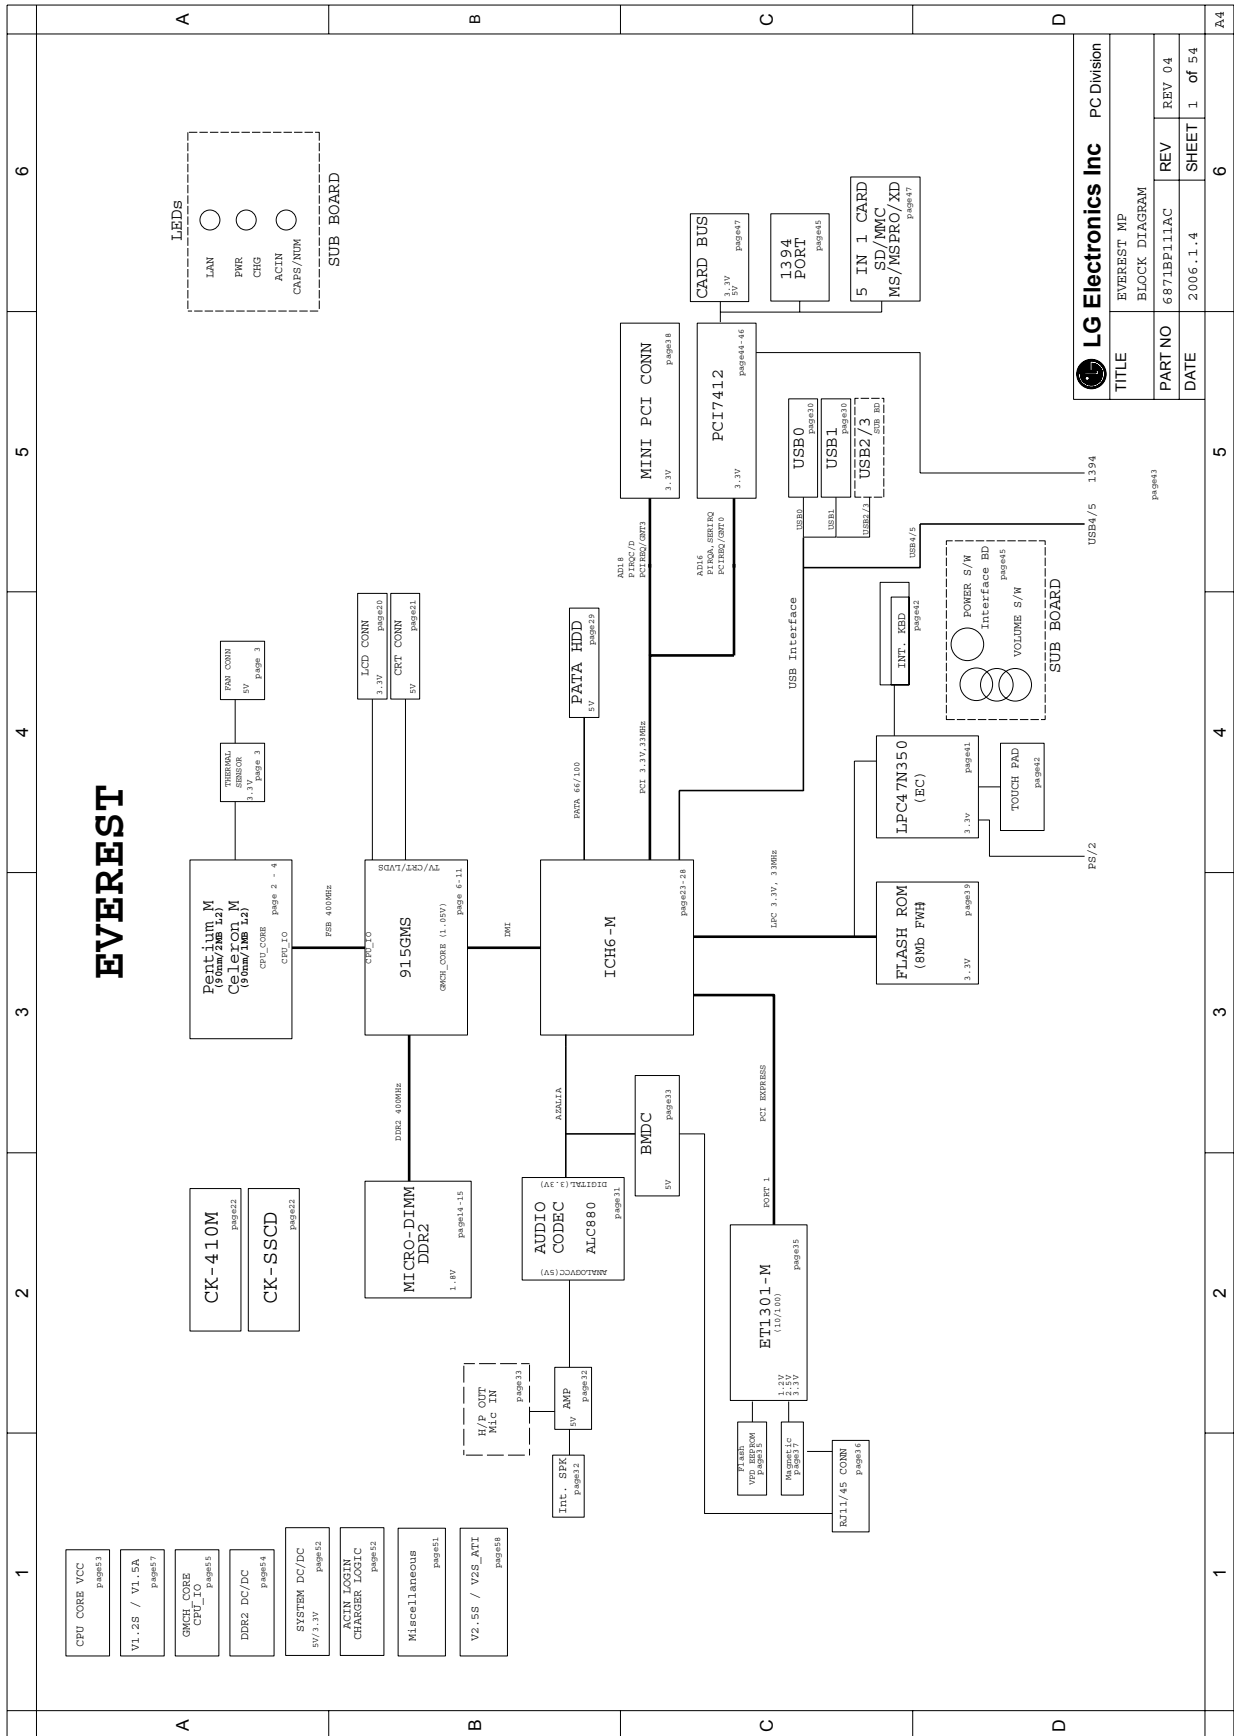 EVEREST
1
2
3
4
5
6
A
B
C
D
A4
CPU CORE VCC
page53
V1.2S / V1.5A
page57
GMCH_CORE
CPU_IO
page55
DDR2 DC/DC
page54
SYSTEM DC/DC
5V/3.3V
page52
ACIN LOGIN
CHARGER LOGIC
page52
Miscellaneous
page51
V2.5S / V2S_ATI
page58
CK-410M
page22
CK-SSCD
page22
Pentium M
(90nm/2MB L2)
Celeron M
(90nm/1MB L2)
CPU_CORE
page 2 - 4
CPU_IO
THERMAL
SENSOR
3.3V
page 3
FAN CONN
5V
page 3
LEDs
LAN
PWR
CHG
ACIN
CAPS/NUM
SUB BOARD
FSB 400MHz
MICRO-DIMM
DDR2
1.8V
page14-15
DDR2 400MHz
CPU_IO
915GMS
GMCH_CORE (1.05V)
page 6-11
TV/CRT/LVDS
LCD CONN
3.3V
page20
CRT CONN
5V
page21
DMI
H/P OUT
Mic IN
page33
Int. SPK
page32
AMP
5V
page32
ANALOGVCC(5V)
AUDIO
CODEC
ALC880
page31
DIGITAL(3.3V)
AZALIA
BMDC
5V
page33
ICH6-M
page23-28
PATA 66/100
PATA HDD
5V
page29
PCI 3.3V,33MHz
AD18
PIRQC/D
PCIREQ/GNT3
MINI PCI CONN
3.3V
page38
AD16
PIRQA,SERIRQ
PCIREQ/GNT0
PCI7412
3.3V
page44-46
CARD BUS
3.3V
5V
page47
1394
PORT
page45
5 IN 1 CARD
SD/MMC
MS/MSPRO/XD
page47
PORT 1
PCI EXPRESS
ET1301-M
(10/100)
1.2V
2.5V
3.3V
page35
Flash
VPD EEPROM
page35
Magnetic
page37
RJ11/45 CONN
page36
LPC 3.3V, 33MHz
USB Interface
USB0
USB0
page30
USB1
USB1
page30
USB2/3
USB2/3
SUB BD
USB4/5
FLASH ROM
(8Mb FWH)
3.3V
page39
LPC47N350
(EC)
3.3V
page41
INT. KBD
page42
TOUCH PAD
page42
POWER S/W
Interface BD
page45
VOLUME S/W
SUB BOARD
PS/2
USB4/5
1394
page43
LG Electronics Inc
PC Division
TITLE
EVEREST MP
BLOCK DIAGRAM
PART NO
6871BP111AC
REV
REV 04
DATE
2006.1.4
SHEET
1 of 54